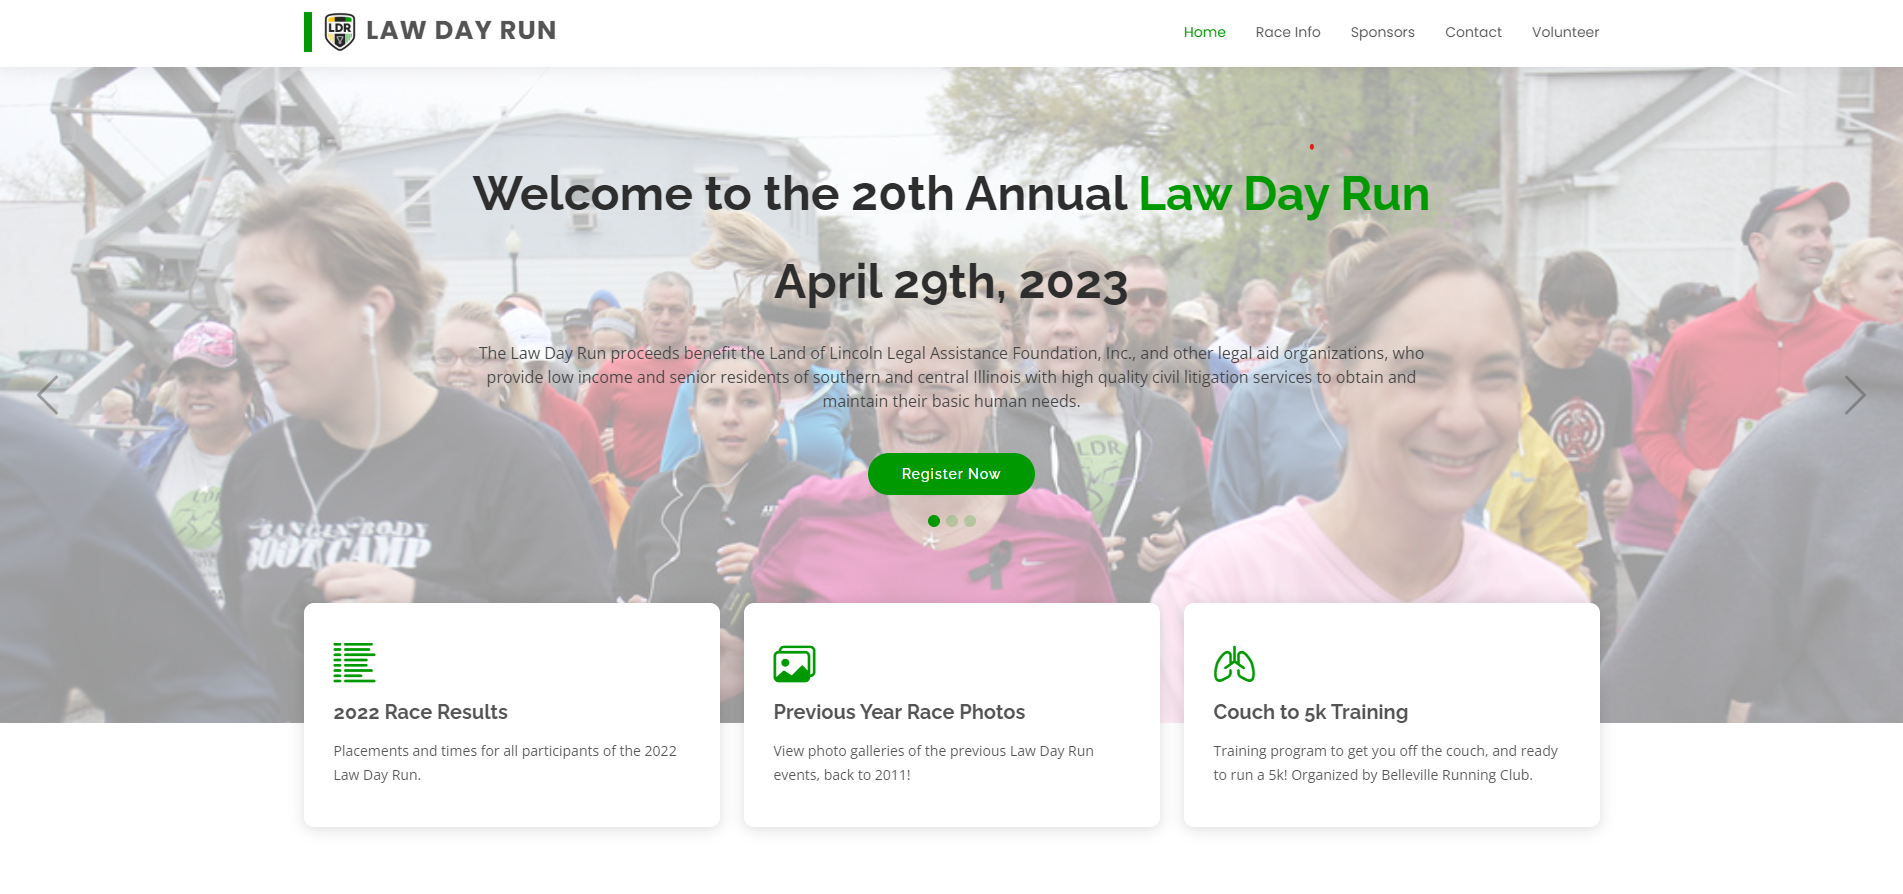 LDR
LAW DAY RUN
Home
Race Info
Sponsors
Contact
Volunteer
Welcome to the 20th Annual Law Day Run
April 29th, 2023
The Law Day Run proceeds benefit the Land of Lincoln Legal Assistance Foundation, Inc., and other legal aid organizations, who
provide low income and senior residents of southern and central Illinois with high quality civil litigation services to obtain and
maintain their basic human needs.
LDR
Register Now
LDR
BANGIN BODY
BOOT CAMP
2022 Race Results
Placements and times for all participants of the 2022
Law Day Run.
Previous Year Race Photos
View photo galleries of the previous Law Day Run
events, back to 2011!
Couch to 5k Training
Training program to get you off the couch, and ready
to run a 5k! Organized by Belleville Running Club.